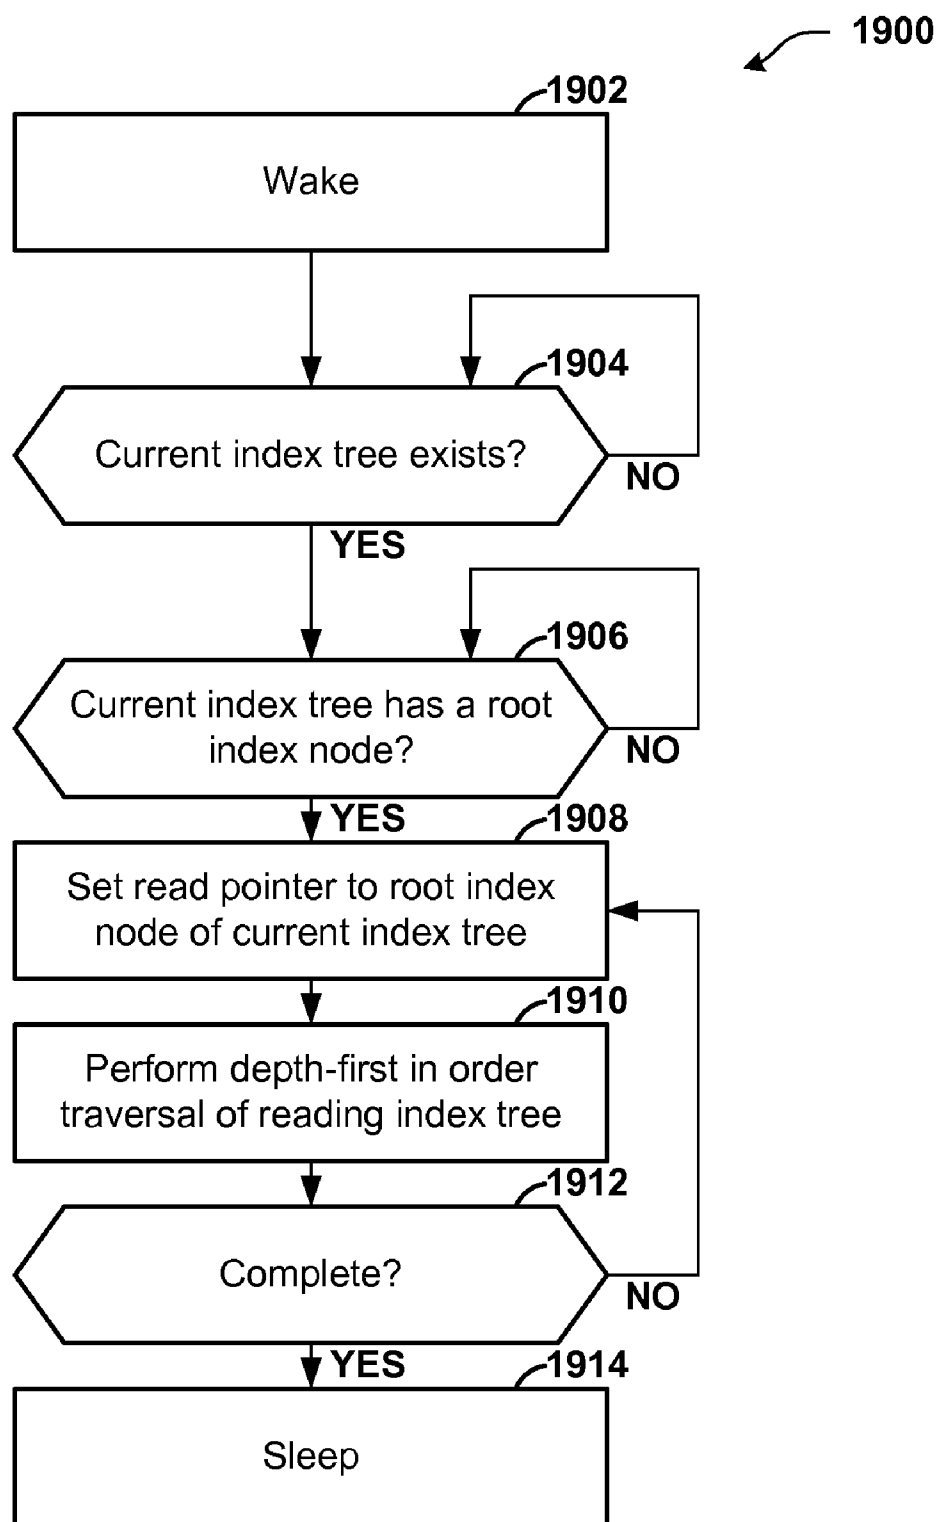 1900
1902
Wake
1904
Current index tree exists?
NO
YES
1906
Current index tree has a root
index node?
NO
YES
1908
Set read pointer to root index
node of current index tree
1910
Perform depth-first in order
traversal of reading index tree
1912
Complete?
NO
YES
1914
Sleep